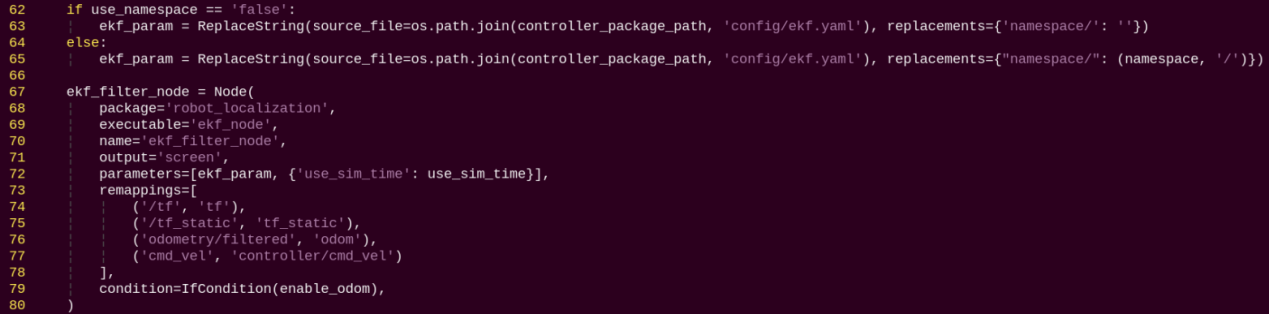 62     if use_namespace == 'false':
63         ekf_param = ReplaceString(source_file=os.path.join(controller_package_path, 'config/ekf.yaml'), replacements={'namespace/': ''})
64     else:
65         ekf_param = ReplaceString(source_file=os.path.join(controller_package_path, 'config/ekf.yaml'), replacements={"namespace/": (namespace, '/')})
66
67     ekf_filter_node = Node(
68         package='robot_localization',
69         executable='ekf_node',
70         name='ekf_filter_node',
71         output='screen',
72         parameters=[ekf_param, {'use_sim_time': use_sim_time}],
73         remappings=[
74             ('/tf', 'tf'),
75             ('/tf_static', 'tf_static'),
76             ('odometry/filtered', 'odom'),
77             ('cmd_vel', 'controller/cmd_vel')
78         ],
79         condition=IfCondition(enable_odom),
80     )